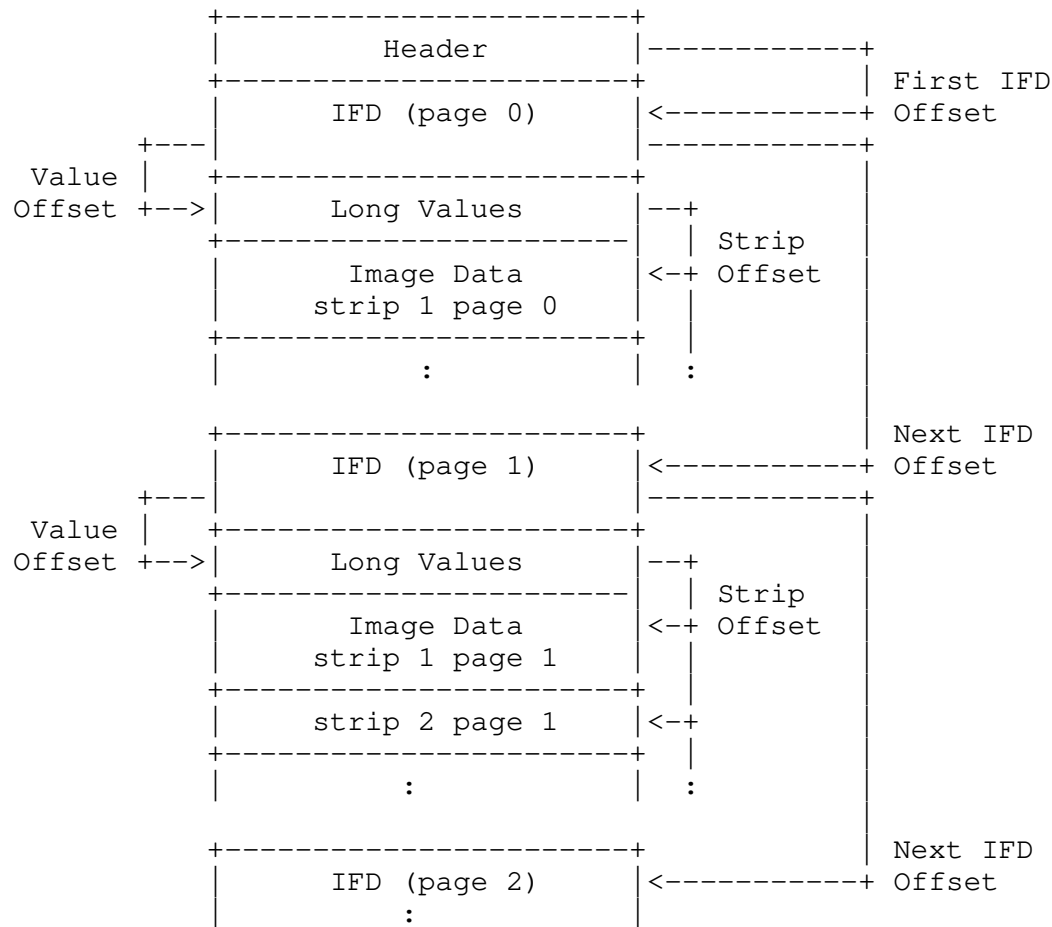 +-----------------------+
|         Header        |------------+
+-----------------------+            | First IFD
|      IFD (page 0)     |<-----------+ Offset
+---|                       |------------+
Value |   +-----------------------+            |
Offset +-->|      Long Values      |--+         |
+-----------------------|  | Strip   |
|       Image Data      |<-+ Offset  |
|     strip 1 page 0    |  |         |
+-----------------------+  |         |
|           :           |  :         |
|
+-----------------------+            | Next IFD
|      IFD (page 1)     |<-----------+ Offset
+---|                       |------------+
Value |   +-----------------------+            |
Offset +-->|      Long Values      |--+         |
+-----------------------|  | Strip   |
|       Image Data      |<-+ Offset  |
|     strip 1 page 1    |  |         |
+-----------------------+  |         |
|     strip 2 page 1    |<-+         |
+-----------------------+  |         |
|          :            |  :         |
|
+-----------------------+            | Next IFD
|      IFD (page 2)     |<-----------+ Offset
|          :            |